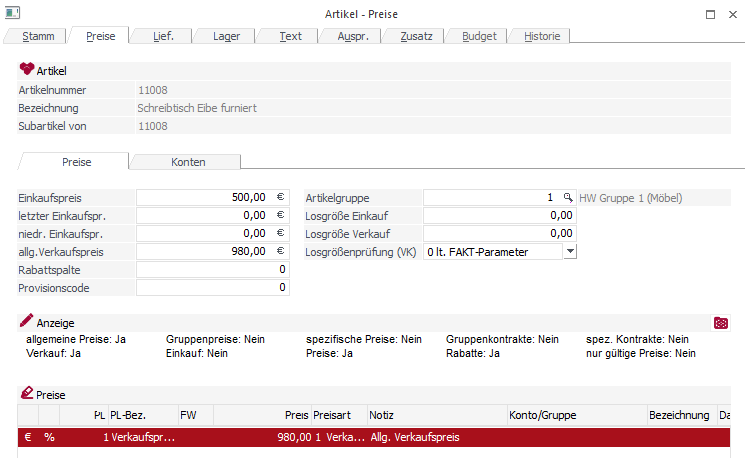 Artikel - Preise
Stamm Preise Lief. Lager Text Auspr. Zusatz Budget Historie
Artikel
Artikelnummer 11008
Bezeichnung Schreibtisch Eibe furniert
Subartikel von 11008
Preise Konten
Einkaufspreis 500,00 € Artikelgruppe 1 HW Gruppe 1 (Möbel)
letzter Einkaufspr. 0,00 € Losgröße Einkauf 0,00
niedr. Einkaufspr. 0,00 € Losgröße Verkauf 0,00
allg.Verkaufspreis 980,00 € Losgrößenprüfung (VK) 0 lt. FAKT-Parameter
Rabattspalte 0
Provisionscode 0
Anzeige
allgemeine Preise: Ja Gruppenpreise: Nein spezifische Preise: Nein Gruppenkontrakte: Nein spez. Kontrakte: Nein
Verkauf: Ja Einkauf: Nein Preise: Ja Rabatte: Ja nur gültige Preise: Nein
Preise
PL PL-Bez. FW Preis Preisart Notiz Konto/Gruppe Bezeichnung Da
€ % 1 Verkaufspr... 980,00 1 Verka... Allg. Verkaufspreis